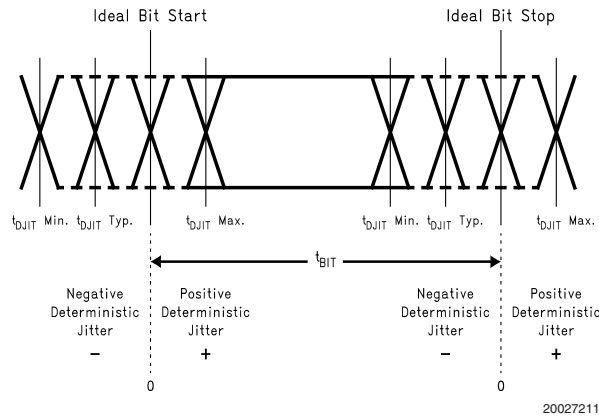 Ideal Bit Start Ideal Bit Stop
tDJIT Min. tDJIT Typ. tDJIT Max. tDJIT Min. tDJIT Typ. tDJIT Max.
tBIT
Negative Positive Negative Positive
Deterministic Deterministic Deterministic Deterministic
Jitter Jitter Jitter Jitter
− + − +
0 0
20027211